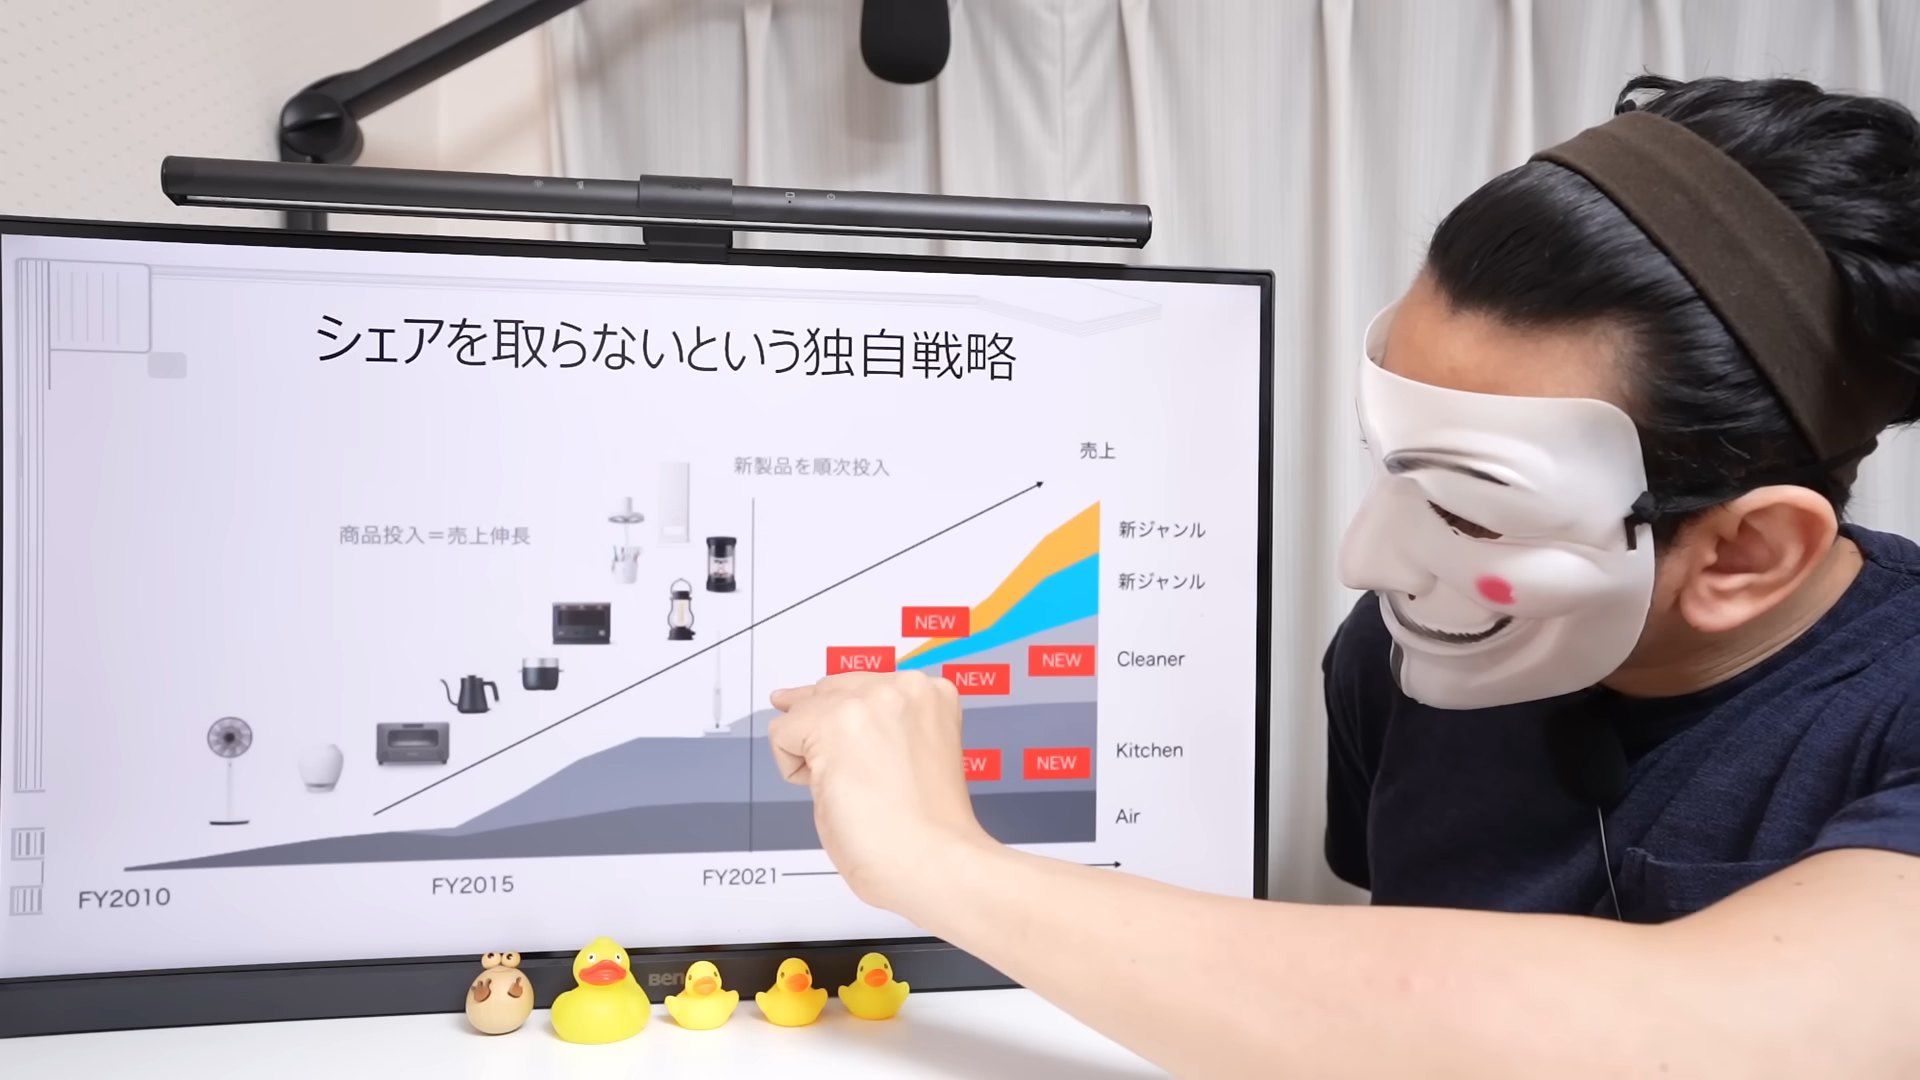 シェアを取らないという独自戦略
売上
新製品を順次投入
商品投入＝売上伸長
新ジャンル
新ジャンル
NEW
NEW
NEW
NEW
Cleaner
Kitchen
EW
NEW
Air
FY2010
FY2015
FY2021
Ben